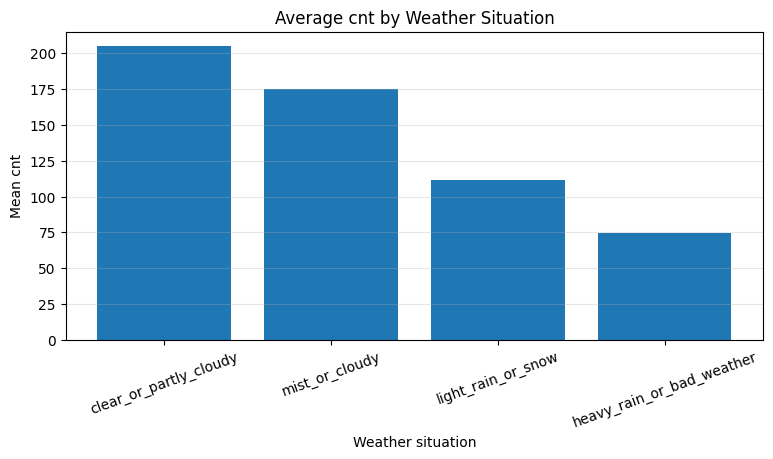 Average cnt by Weather Situation
Mean cnt
200
175
150
125
100
75
50
25
0
clear_or_partly_cloudy
mist_or_cloudy
light_rain_or_snow
heavy_rain_or_bad_weather
Weather situation